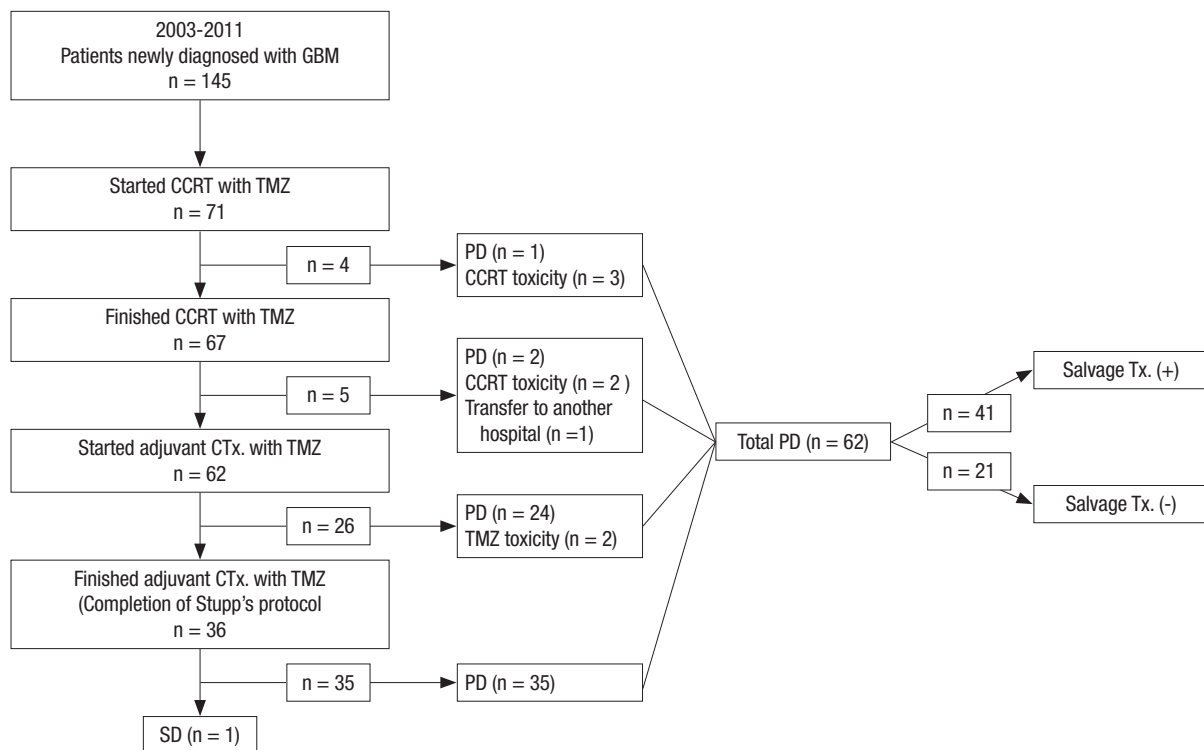 2003-2011
Patients newly diagnosed with GBM
n = 145
Started CCRT with TMZ
n = 71
n = 4
PD (n = 1)
CCRT toxicity (n = 3)
Finished CCRT with TMZ
n = 67
n = 5
PD (n = 2)
CCRT toxicity (n = 2 )
Transfer to another
hospital (n =1)
Started adjuvant CTx. with TMZ
n = 62
n = 26
PD (n = 24)
TMZ toxicity (n = 2)
Finished adjuvant CTx. with TMZ
(Completion of Stupp's protocol
n = 36
n = 35
PD (n = 35)
SD (n = 1)
Total PD (n = 62)
n = 41
Salvage Tx. (+)
n = 21
Salvage Tx. (-)